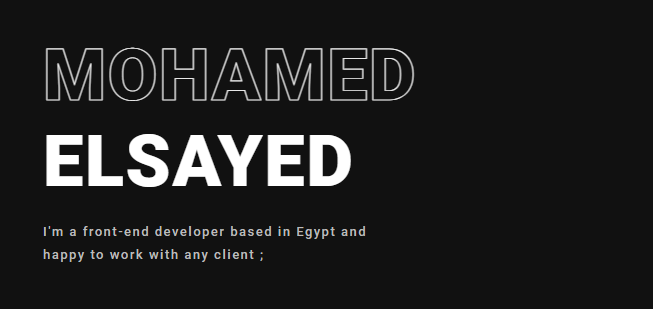 MOHAMED
ELSAYED
I'm a front-end developer based in Egypt and
happy to work with any client ;